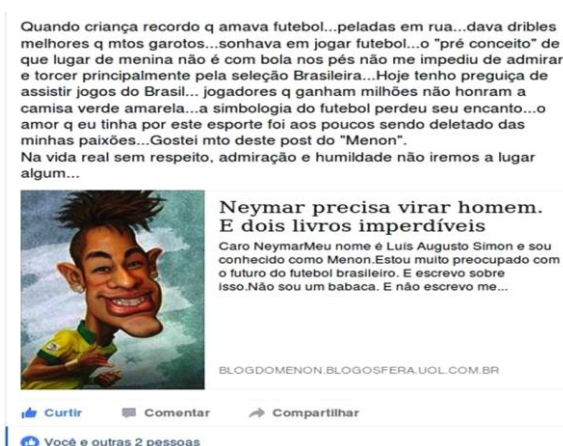 Quando criança recordo q amava futebol...peladas em rua...dava dribles
melhores q mtos garotos...sonhava em jogar futebol...o "pré conceito" de
que lugar de menina não é com bola nos pés não me impediu de admirar
e torcer principalmente pela seleção Brasileira...Hoje tenho preguiça de
assistir jogos do Brasil... jogadores q ganham milhões não honram a
camisa verde amarela...a simbologia do futebol perdeu seu encanto...o
amor q eu tinha por este esporte foi aos poucos sendo deletado das
minhas paixões...Gostei mto deste post do "Menon".
Na vida real sem respeito, admiração e humildade não iremos a lugar
algum...
Neymar precisa virar homem.
E dois livros imperdíveis
Caro NeymarMeu nome é Luís Augusto Simon e sou
conhecido como Menon.Estou muito preocupado com
o futuro do futebol brasileiro. E escrevo sobre
isso.Não sou um babaca. E não escrevo me...
BLOGDOMENON.BLOGOSFERA.UOL.COM.BR
Curtir Comentar Compartilhar
Você e outras 2 pessoas